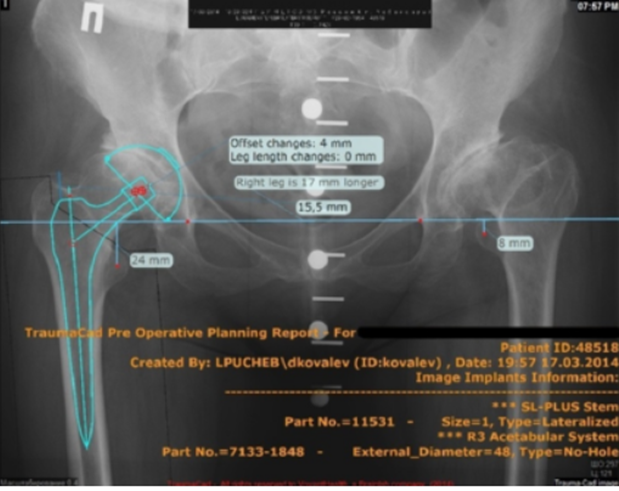 П
07:57 PM
Offset changes: 4 mm
Leg length changes: 0 mm
Right leg is 17 mm longer
15,5 mm
8 mm
24 mm
TraumaCad Pre Operative Planning Report - For
Patient ID:48518
Created By: LPUCHEB\dkovalev (ID:kovalev) , Date: 19:57 17.03.2014
Image Implants Information:
*** SL-PLUS Stem
Part No.=11531 - Size=1, Type=Lateralized
*** R3 Acetabular System
Part No.=7133-1848 - External_Diameter=48, Type=No-Hole
TraumaCad Image